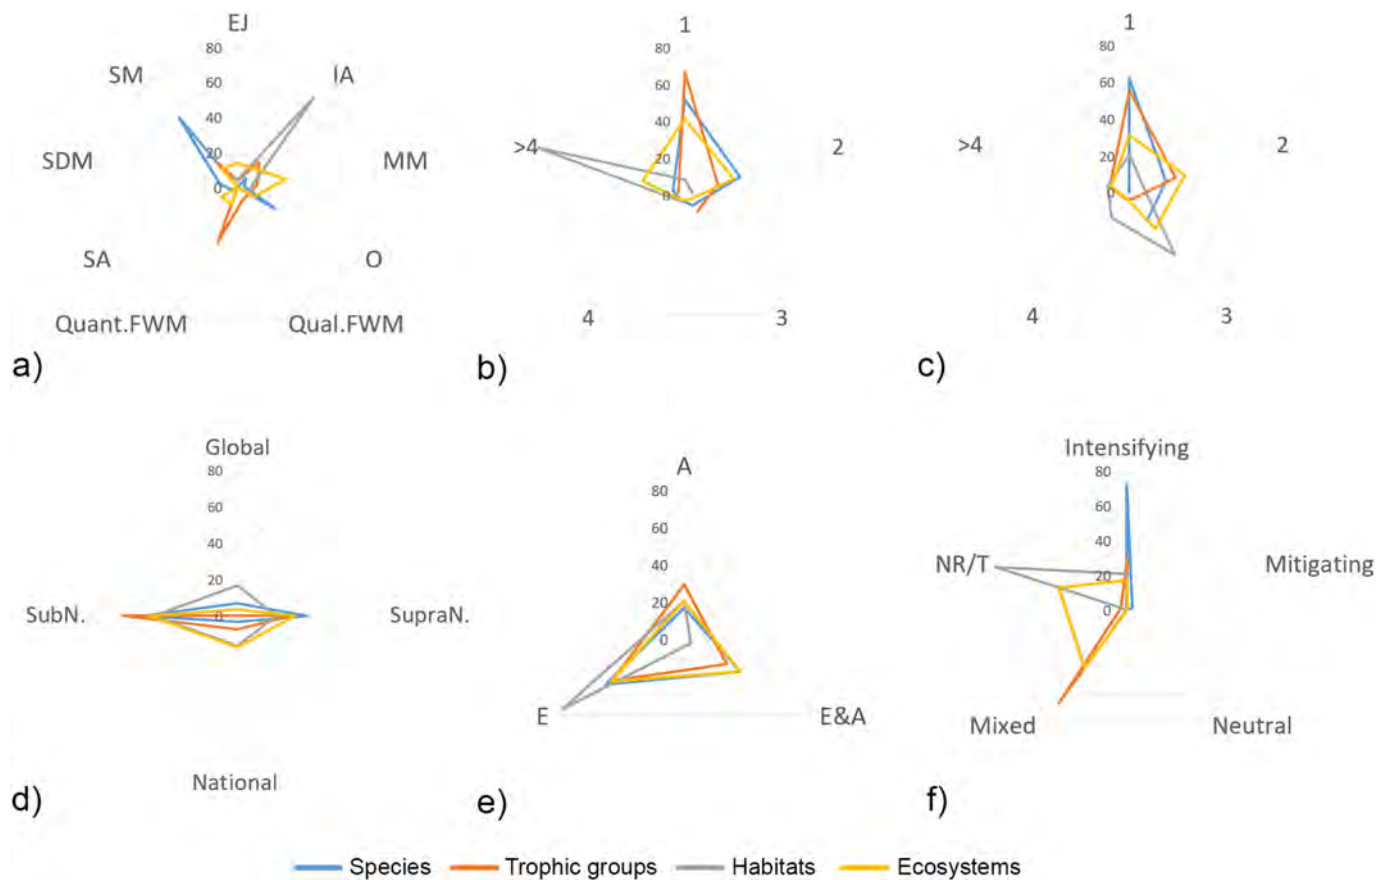 EJ
80
60
40
20
0
SM
IA
SDM
MM
SA
O
Quant.FWM
Qual.FWM
a)
1
80
60
40
20
0
>4
2
4
3
b)
1
80
60
40
20
0
>4
2
4
3
c)
Global
80
60
40
20
0
SubN.
SupraN.
National
d)
A
80
60
40
20
0
E
E&A
e)
Intensifying
80
60
40
20
0
NR/T
Mitigating
Mixed
Neutral
f)
Species Trophic groups Habitats Ecosystems